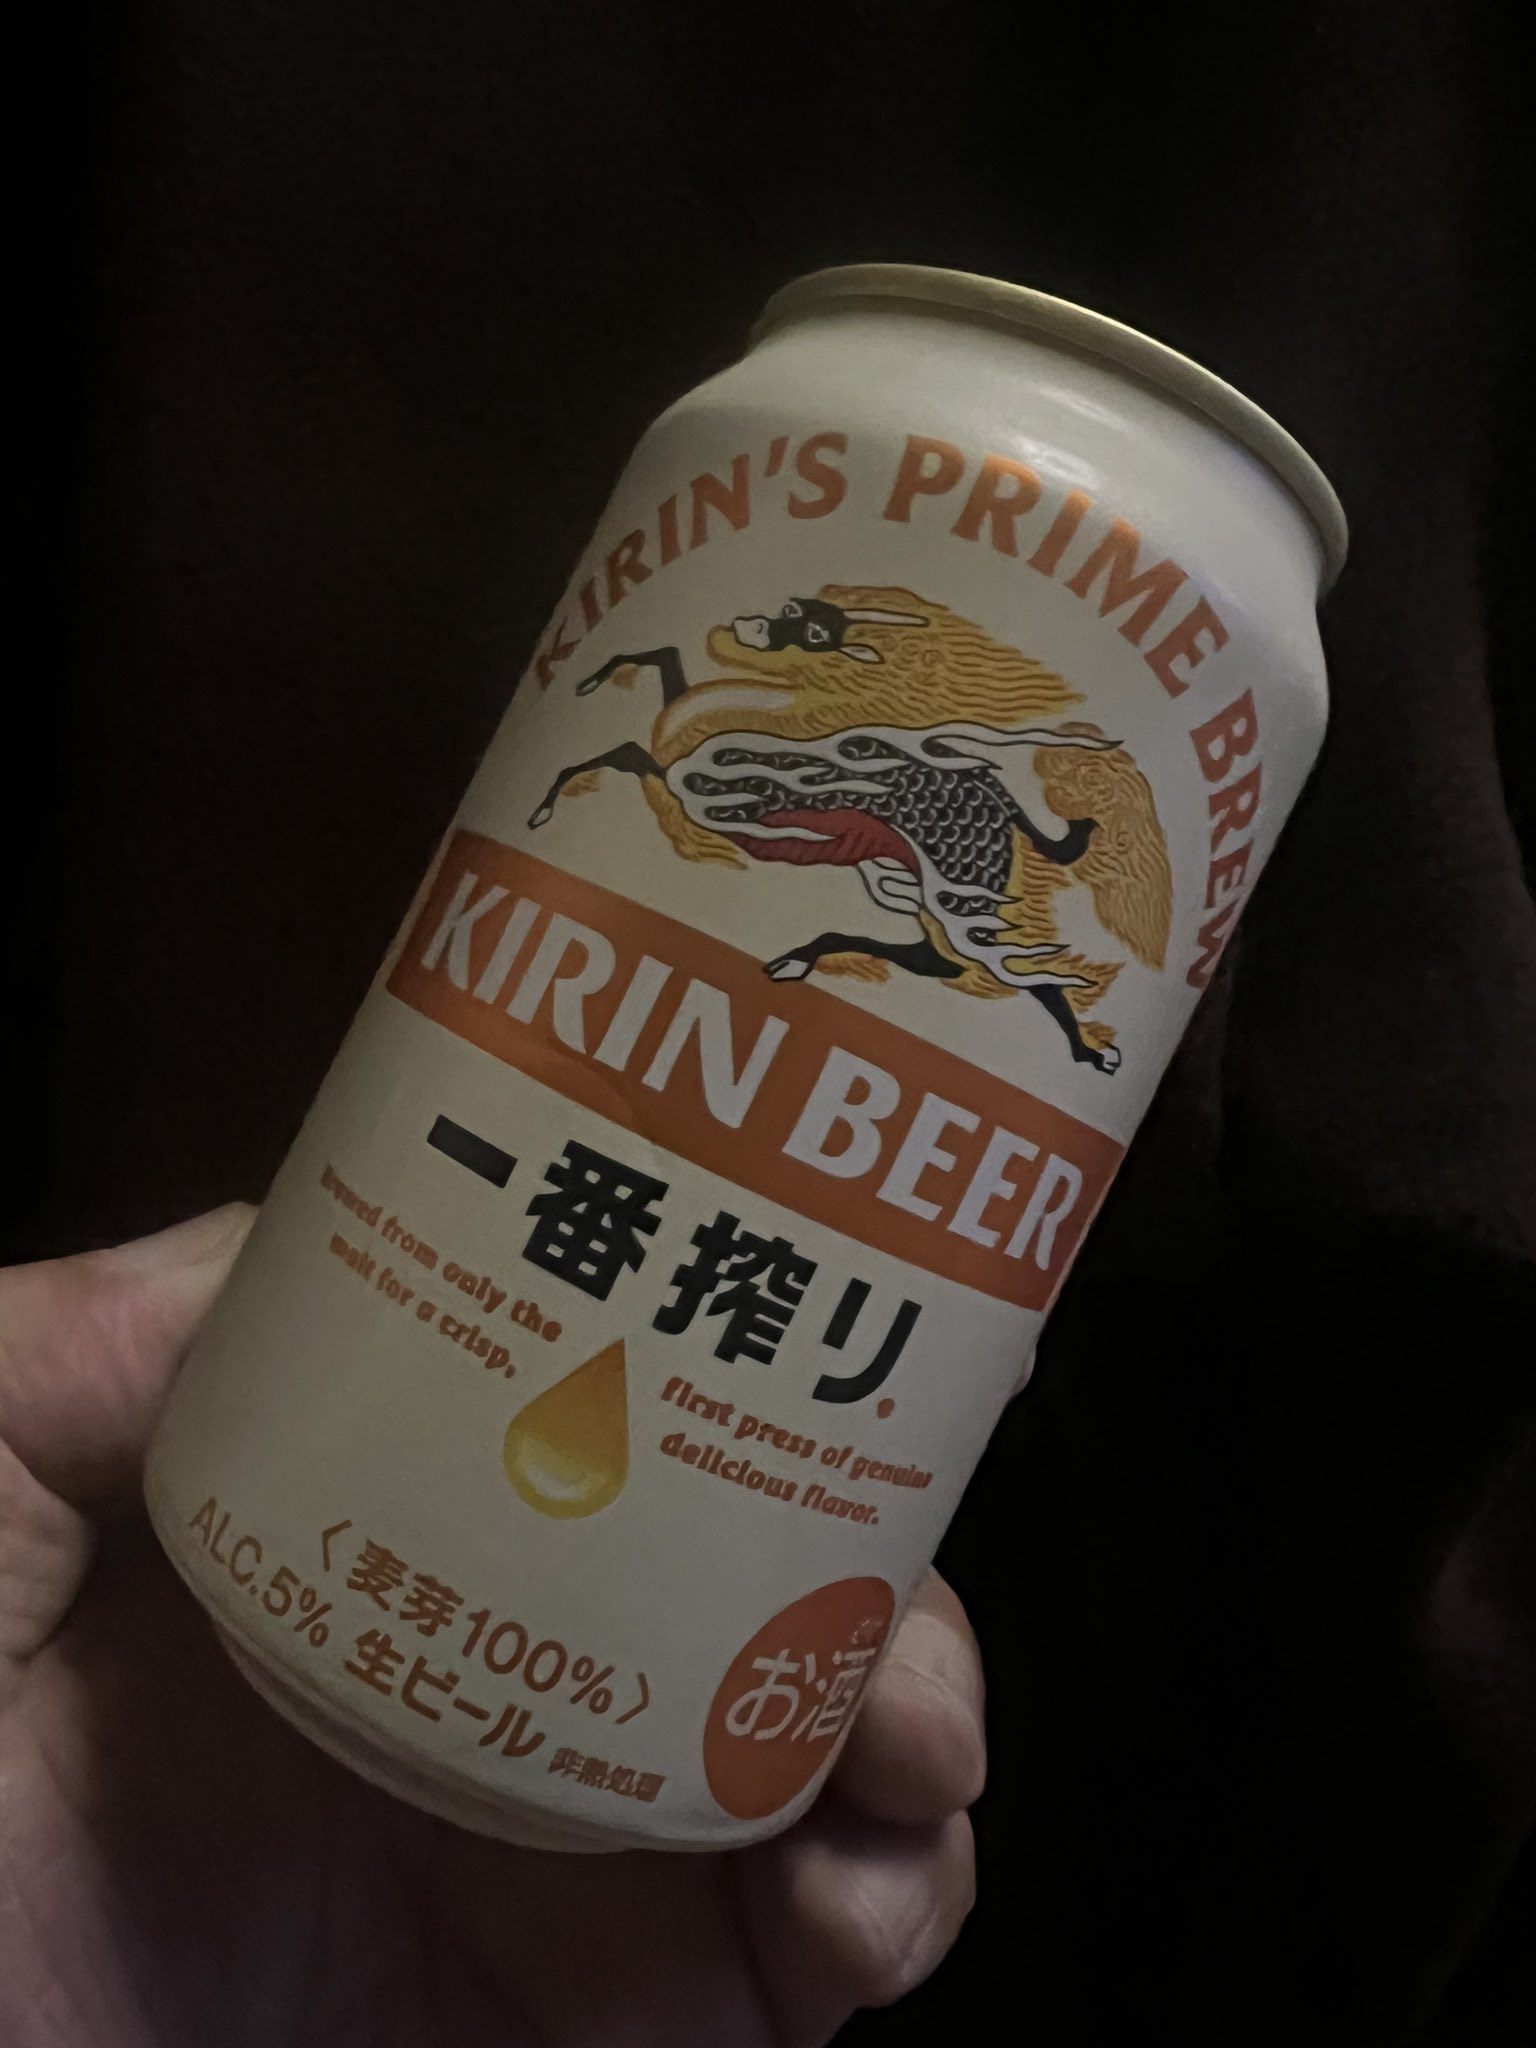 KIRIN'S PRIME BREW
KIRIN BEER
一番搾り.
Brewed from only the
malt for a crisp,
first press of genuine
delicious flavor.
〈麦芽100%〉
ALC.5% 生ビール 非熱処理
お酒